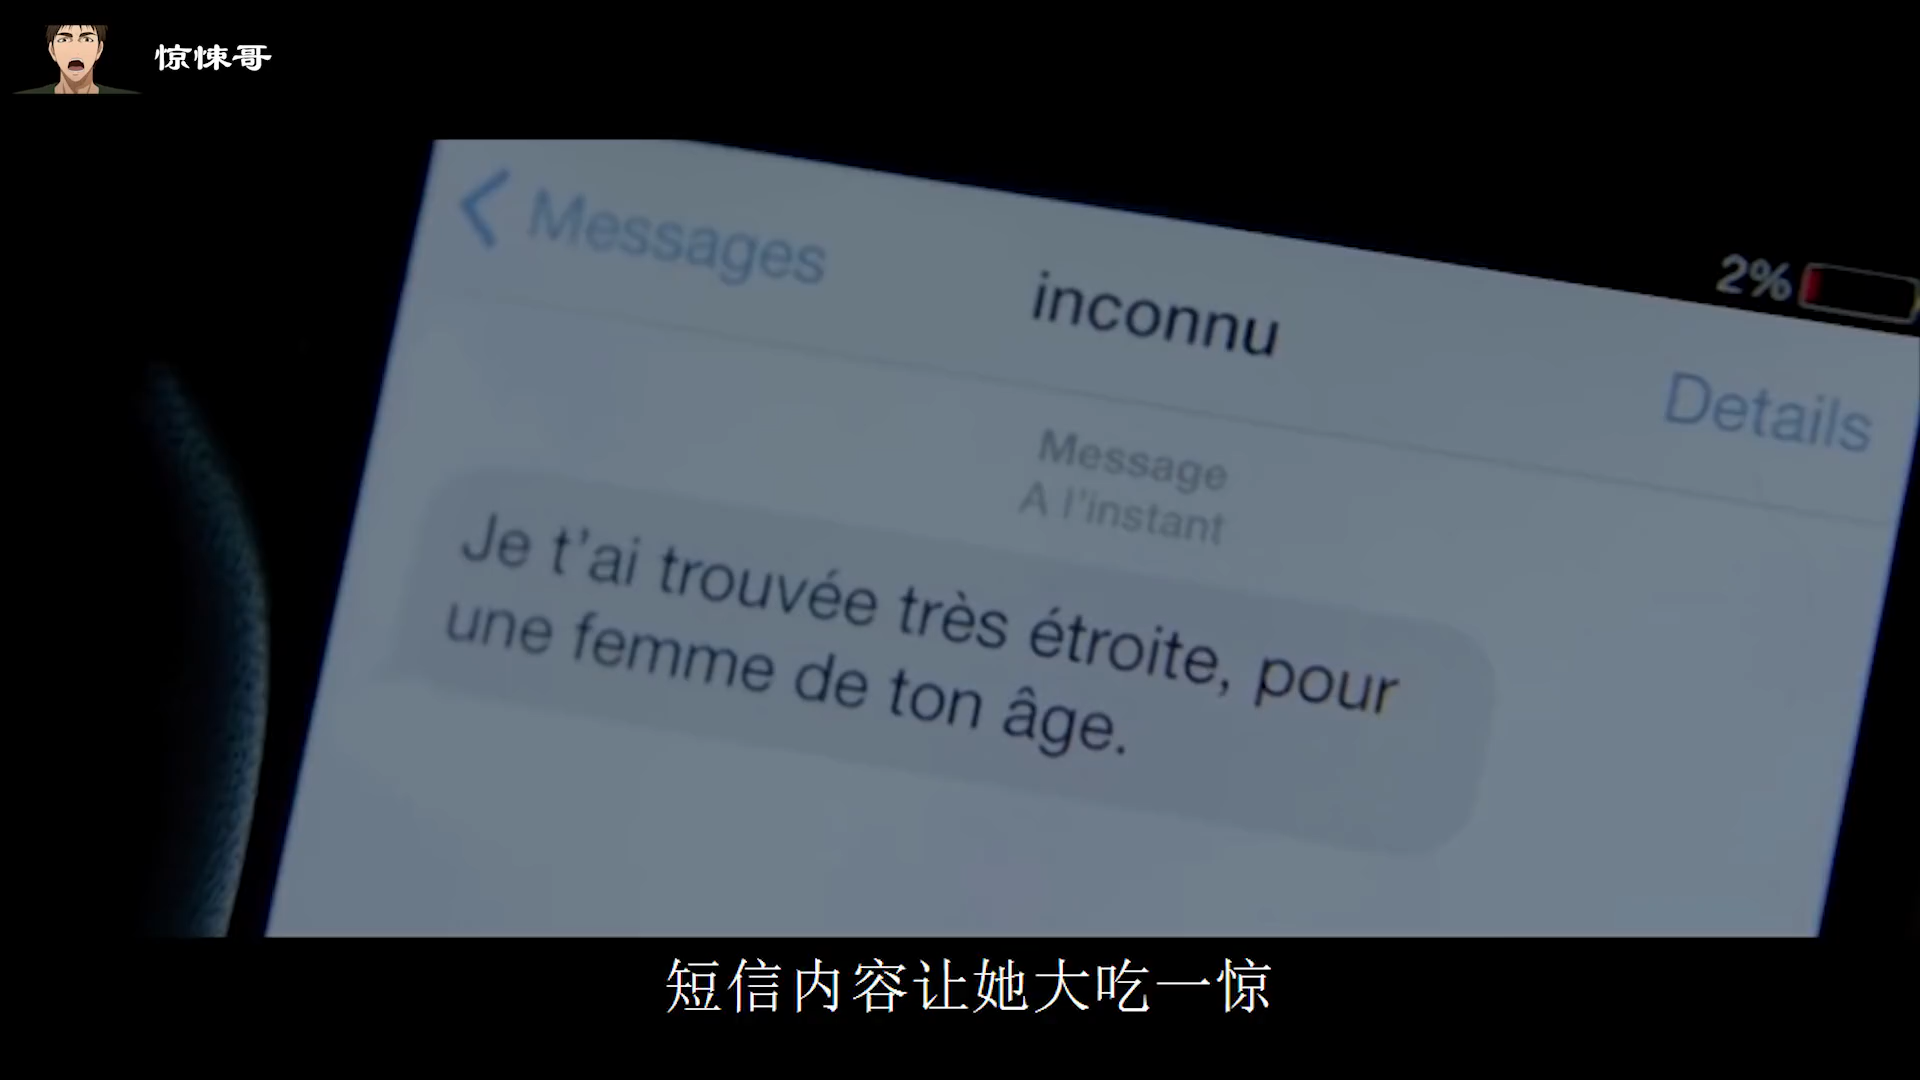 惊悚哥
Messages
inconnu
2%
Details
Message
A l'instant
Je t'ai trouvée très étroite, pour
une femme de ton âge.
短信内容让她大吃一惊